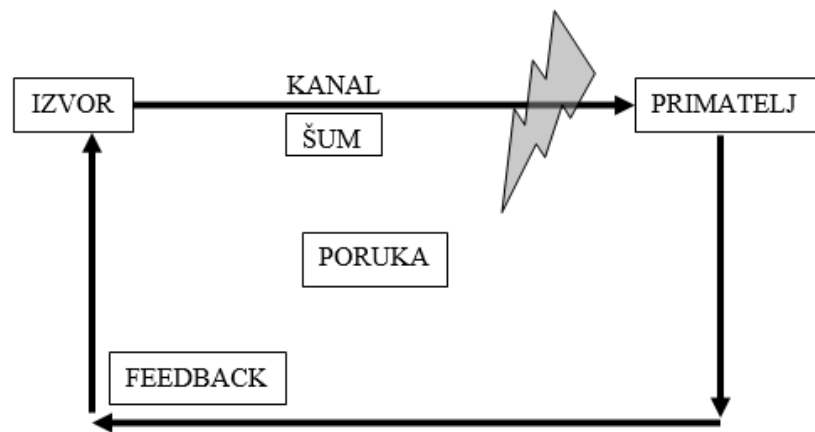 KANAL
IZVOR
PRIMATELJ
ŠUM
PORUKA
FEEDBACK